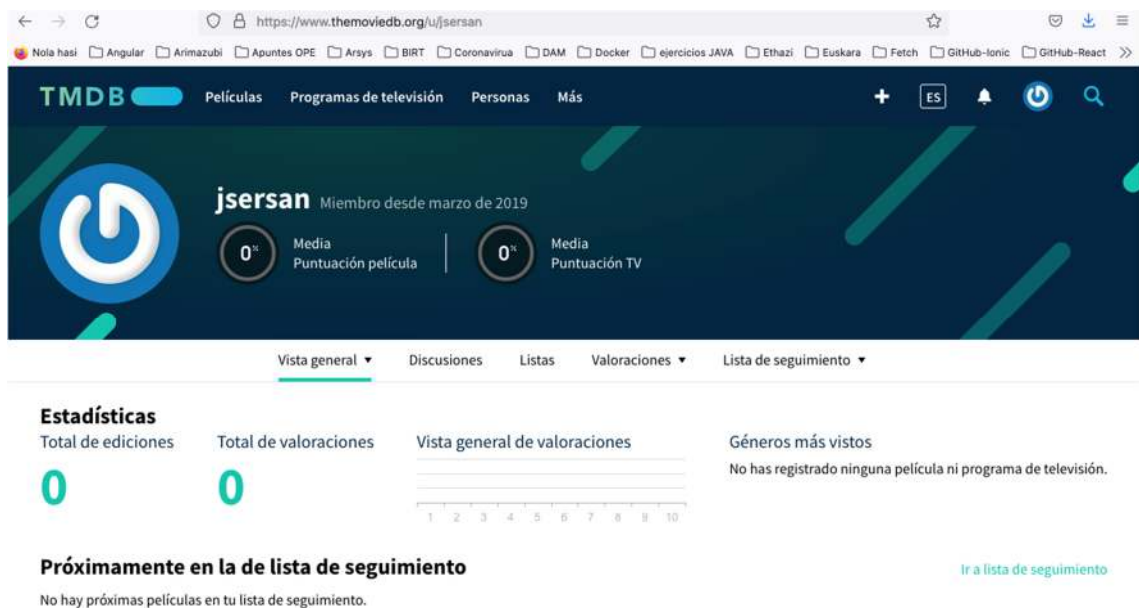 https://www.themoviedb.org/u/jsersan
Nola hasi Angular Arimazubi Apuntes OPE Arsys BIRT Coronavirua DAM Docker ejercicios JAVA Ethazi Euskara Fetch GitHub-Ionic GitHub-React
TMDB Películas Programas de televisión Personas Más + ES
jsersan Miembro desde marzo de 2019
0% Media Puntuación película 0% Media Puntuación TV
Vista general Discusiones Listas Valoraciones Lista de seguimiento
Estadísticas
Total de ediciones Total de valoraciones Vista general de valoraciones Géneros más vistos
0 0 No has registrado ninguna película ni programa de televisión.
1 2 3 4 5 6 7 8 9 10
Próximamente en la de lista de seguimiento Ir a lista de seguimiento
No hay próximas películas en tu lista de seguimiento.